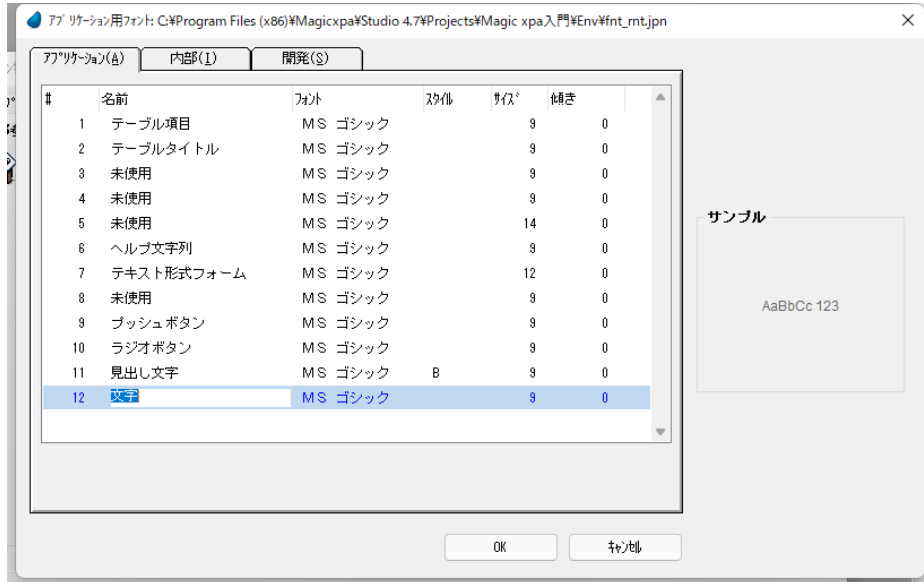 アプリケーション用フォント: C:¥Program Files (x86)¥Magicxpa¥Studio 4.7¥Projects¥Magic xpa入門¥Env¥fnt_rnt.jpn
アプリケーション(A) 内部(I) 開発(S)
# 名前 フォント スタイル サイズ 傾き
1 テーブル項目 MS ゴシック 9 0
2 テーブルタイトル MS ゴシック 9 0
3 未使用 MS ゴシック 9 0
4 未使用 MS ゴシック 9 0
5 未使用 MS ゴシック 14 0
6 ヘルプ文字列 MS ゴシック 9 0
7 テキスト形式フォーム MS ゴシック 12 0
8 未使用 MS ゴシック 9 0
9 プッシュボタン MS ゴシック 9 0
10 ラジオボタン MS ゴシック 9 0
11 見出し文字 MS ゴシック B 9 0
12 文字 MS ゴシック 9 0
サンプル
AaBbCc 123
OK キャンセル